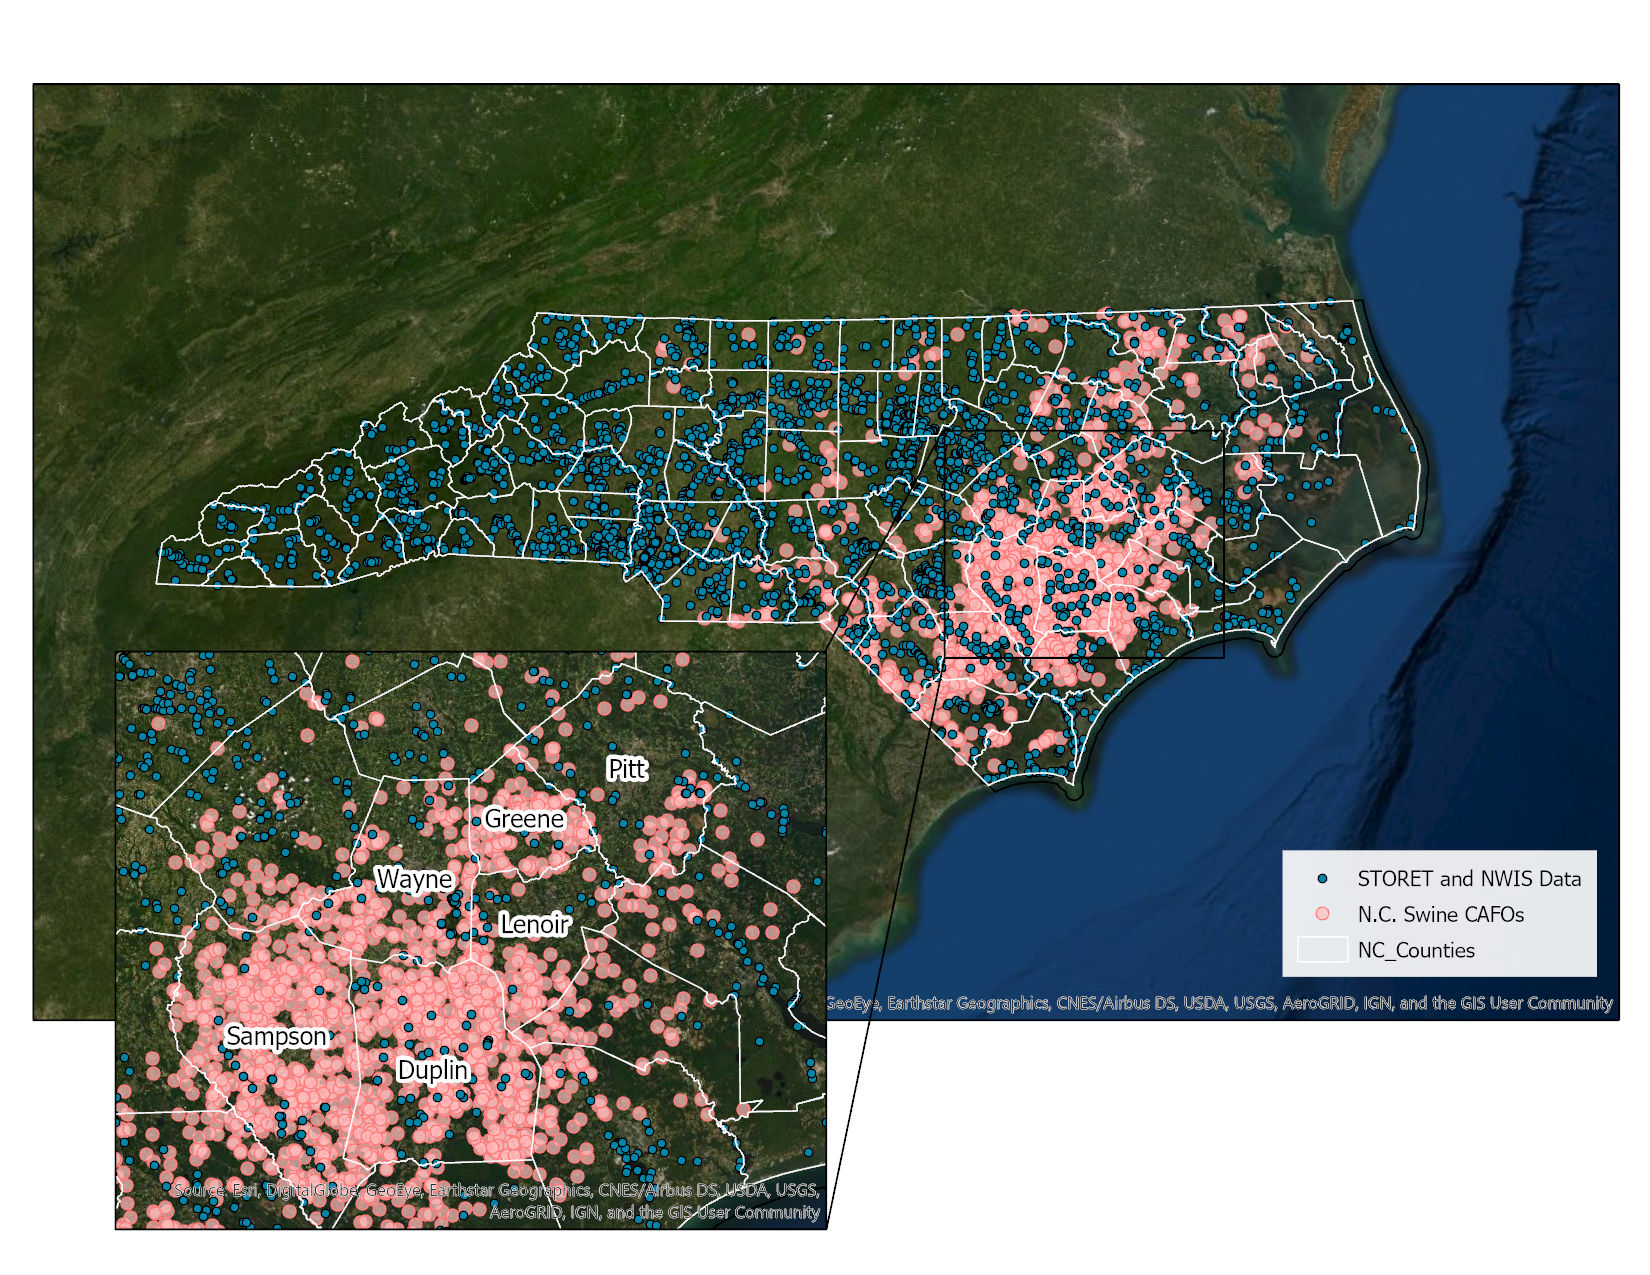 Pitt
Greene
Wayne
Lenoir
Sampson
Duplin
STORET and NWIS Data
N.C. Swine CAFOs
NC_Counties
GeoEye, Earthstar Geographics, CNES/Airbus DS, USDA, USGS, AeroGRID, IGN, and the GIS User Community
Source: Esri, DigitalGlobe, GeoEye, Earthstar Geographics, CNES/Airbus DS, USDA, USGS,
AeroGRID, IGN, and the GIS User Community